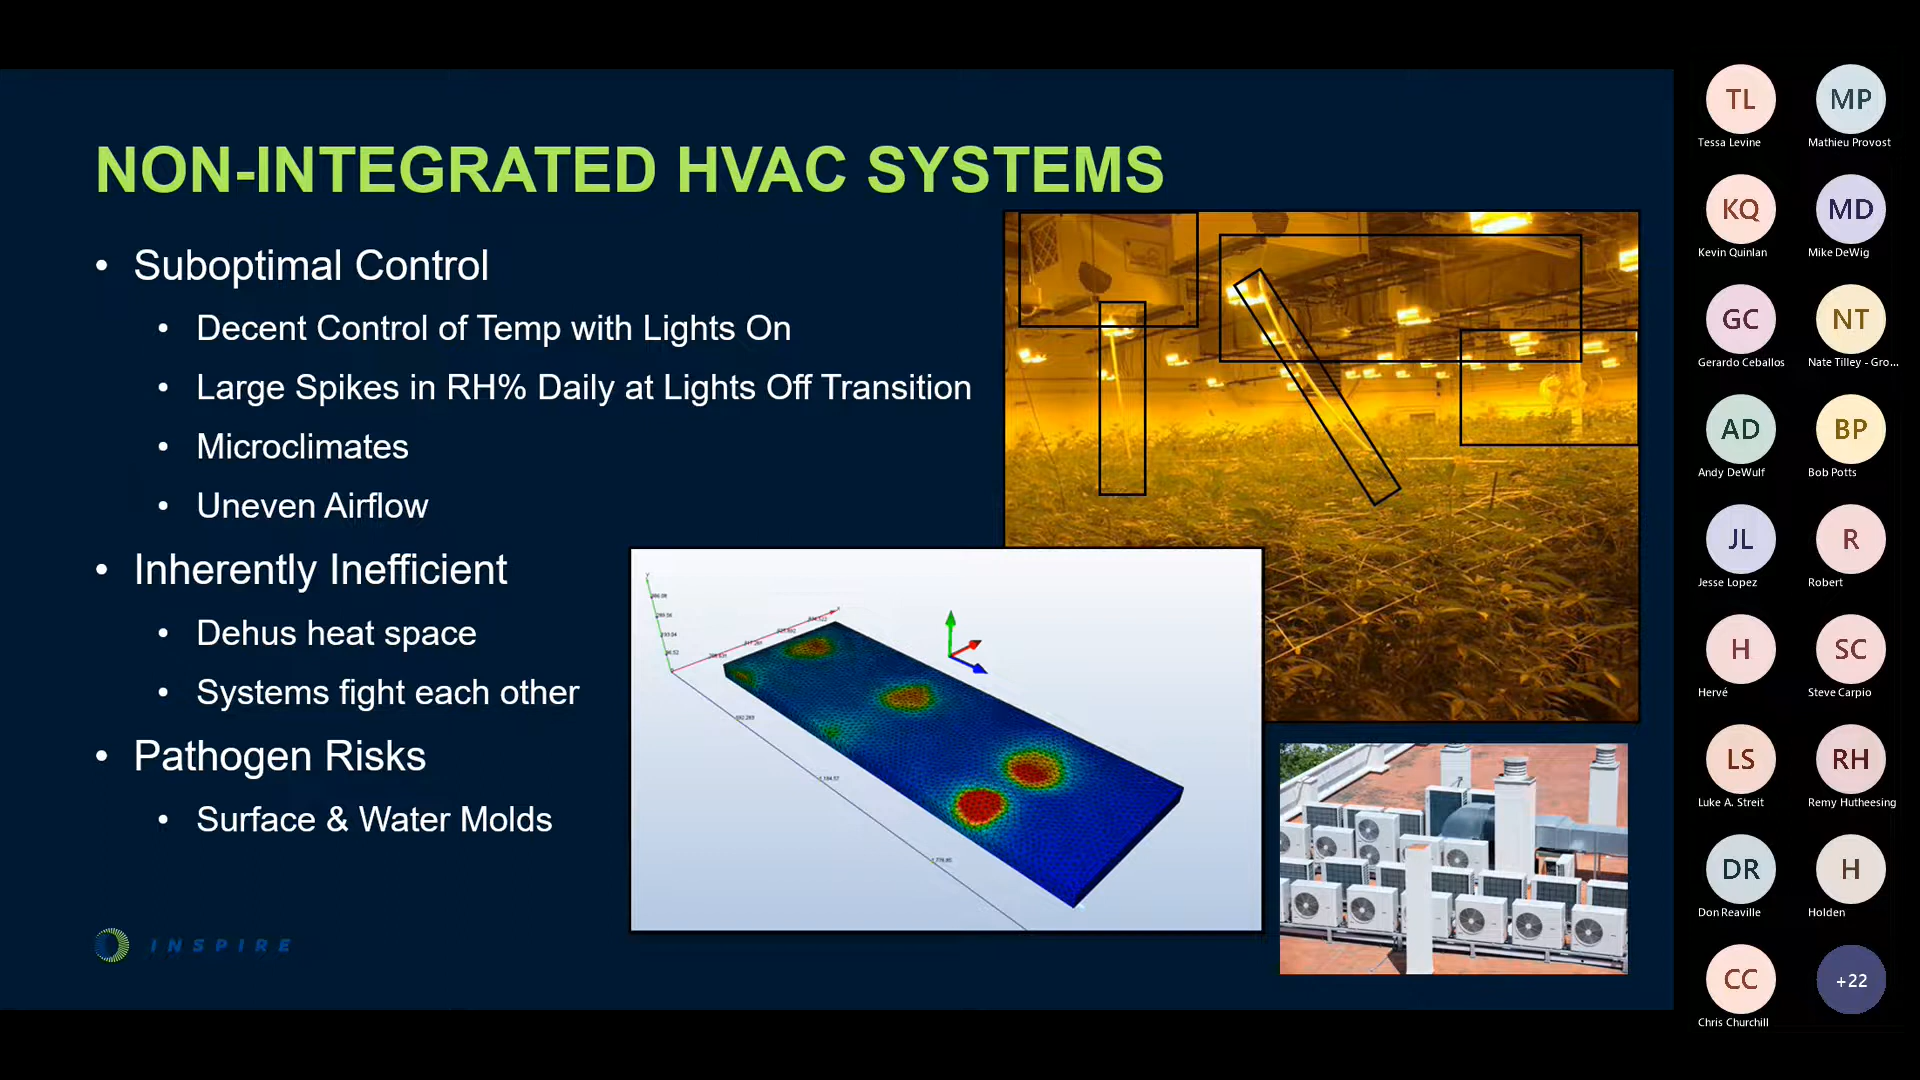 NON-INTEGRATED HVAC SYSTEMS
• Suboptimal Control
• Decent Control of Temp with Lights On
• Large Spikes in RH% Daily at Lights Off Transition
• Microclimates
• Uneven Airflow
• Inherently Inefficient
• Dehus heat space
• Systems fight each other
• Pathogen Risks
• Surface & Water Molds
INSPIRE
TL
Tessa Levine
MP
Mathieu Provost
KQ
Kevin Quinlan
MD
Mike DeWig
GC
Gerardo Ceballos
NT
Nate Tilley - Gro...
AD
Andy DeWulf
BP
Bob Potts
JL
Jesse Lopez
R
Robert
H
Hervé
SC
Steve Carpio
LS
Luke A. Streit
RH
Remy Hutheesing
DR
Don Reaville
H
Holden
CC
Chris Churchill
+22